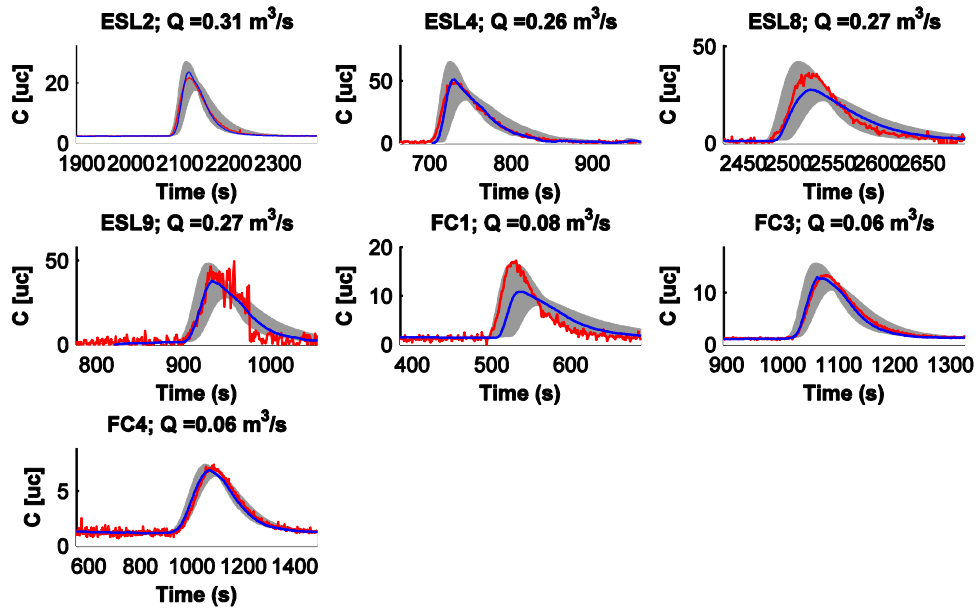 ESL2; Q =0.31 m³/s
ESL4; Q =0.26 m³/s
ESL8; Q =0.27 m³/s
C [uc]
20
0
1900 2000 2100 2200 2300
Time (s)
C [uc]
50
0
700 800 900
Time (s)
C [uc]
50
0
2450 2500 2550 2600 2650
Time (s)
ESL9; Q =0.27 m³/s
FC1; Q =0.08 m³/s
FC3; Q =0.06 m³/s
C [uc]
50
0
800 900 1000
Time (s)
C [uc]
20
10
0
400 500 600
Time (s)
C [uc]
10
0
900 1000 1100 1200 1300
Time (s)
FC4; Q =0.06 m³/s
C [uc]
5
0
600 800 1000 1200 1400
Time (s)